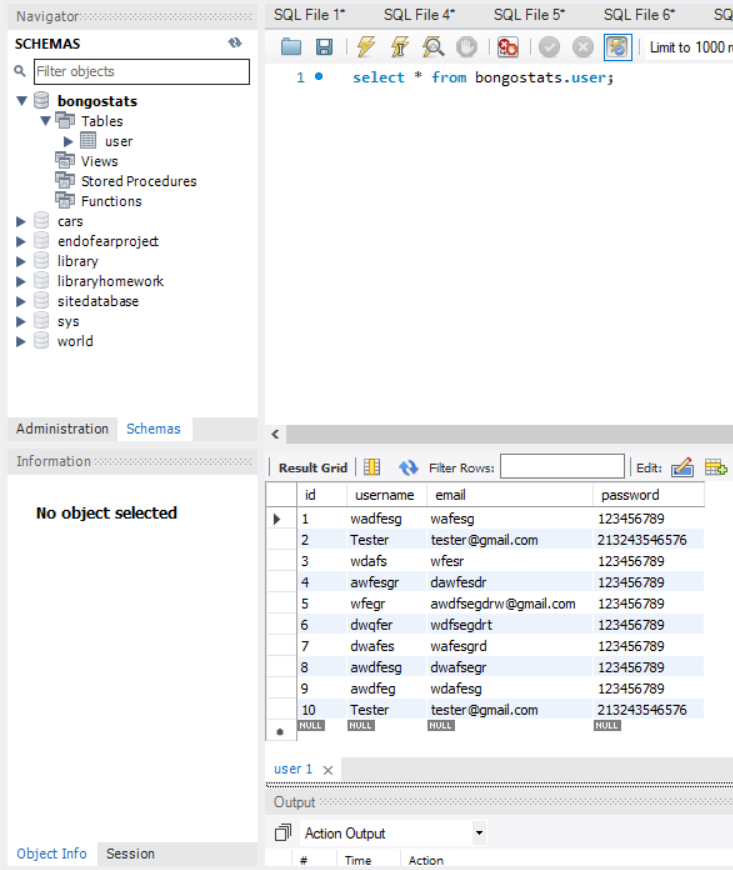 Navigator
SCHEMAS
Filter objects
bongostats
Tables
user
Views
Stored Procedures
Functions
cars
endofearproject
library
libraryhomework
sitedatabase
sys
world
Administration Schemas
Information
No object selected
Object Info Session
SQL File 1* SQL File 4* SQL File 5* SQL File 6* SQ
Limit to 1000 r
1 select * from bongostats.user;
Result Grid Filter Rows: Edit:
id username email password
1 wadfesg wafesg 123456789
2 Tester tester@gmail.com 213243546576
3 wdafs wfesr 123456789
4 awfesgr dawfesdr 123456789
5 wfegr awdfsegdrw@gmail.com 123456789
6 dwqfer wdfsegdrt 123456789
7 dwafes wafesgrd 123456789
8 awdfesg dwafsegr 123456789
9 awdfeg wdafesg 123456789
10 Tester tester@gmail.com 213243546576
NULL NULL NULL NULL
user 1
Output
Action Output
# Time Action